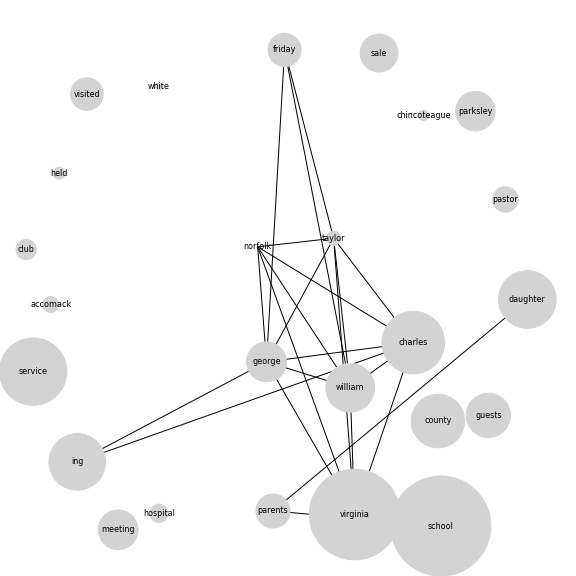 friday
sale
white
visited
parksley
chincoteague
held
pastor
taylor
norfolk
club
daughter
accomack
charles
george
service
william
guests
county
ing
parents
hospital
virginia
school
meeting